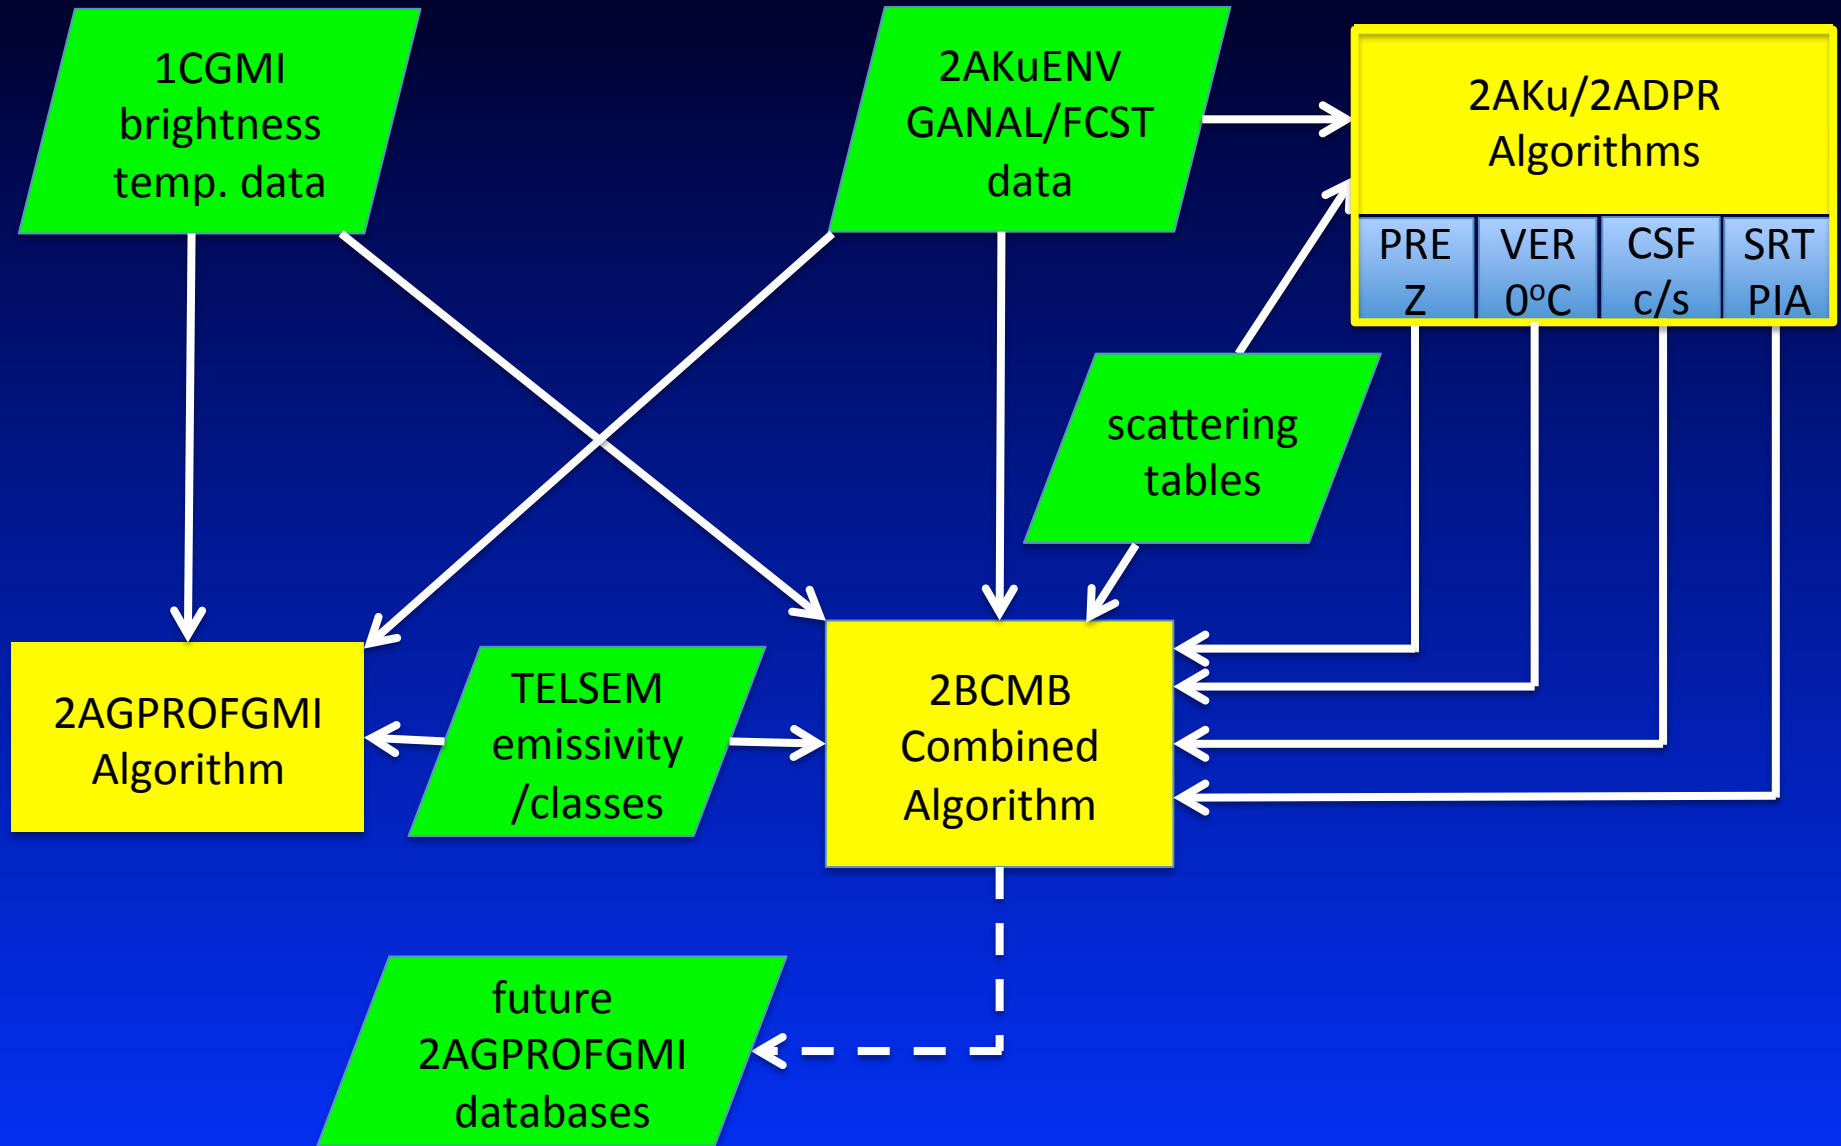 1CGMI
brightness
temp. data
2AKuENV
GANAL/FCST
data
2AKu/2ADPR
Algorithms
PRE
Z
VER
0°C
CSF
c/s
SRT
PIA
scattering
tables
2AGPROFGMI
Algorithm
TELSEM
emissivity
/classes
2BCMB
Combined
Algorithm
future
2AGPROFGMI
databases